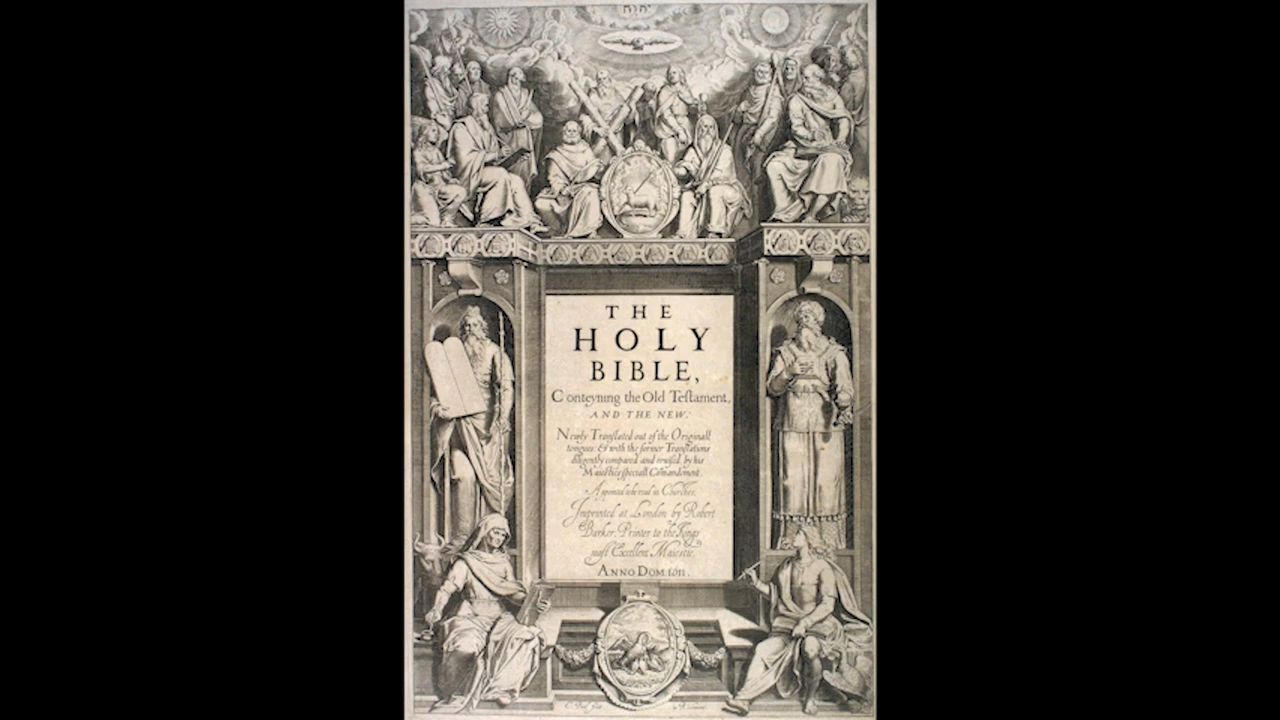 יהוה
THE
HOLY
BIBLE,
Conteyning the Old Teſtament,
AND THE NEW:
Newly Tranſlated out of the Originall
tongues: & with the former Tranſlations
diligently compared and reuiſed, by his
Maieſties ſpeciall Cõmandement.
Appointed to be read in Churches.
Imprinted at London by Robert
Barker, Printer to the Kings
moſt Excellent Maieſtie.
ANNO DOM. 1611.